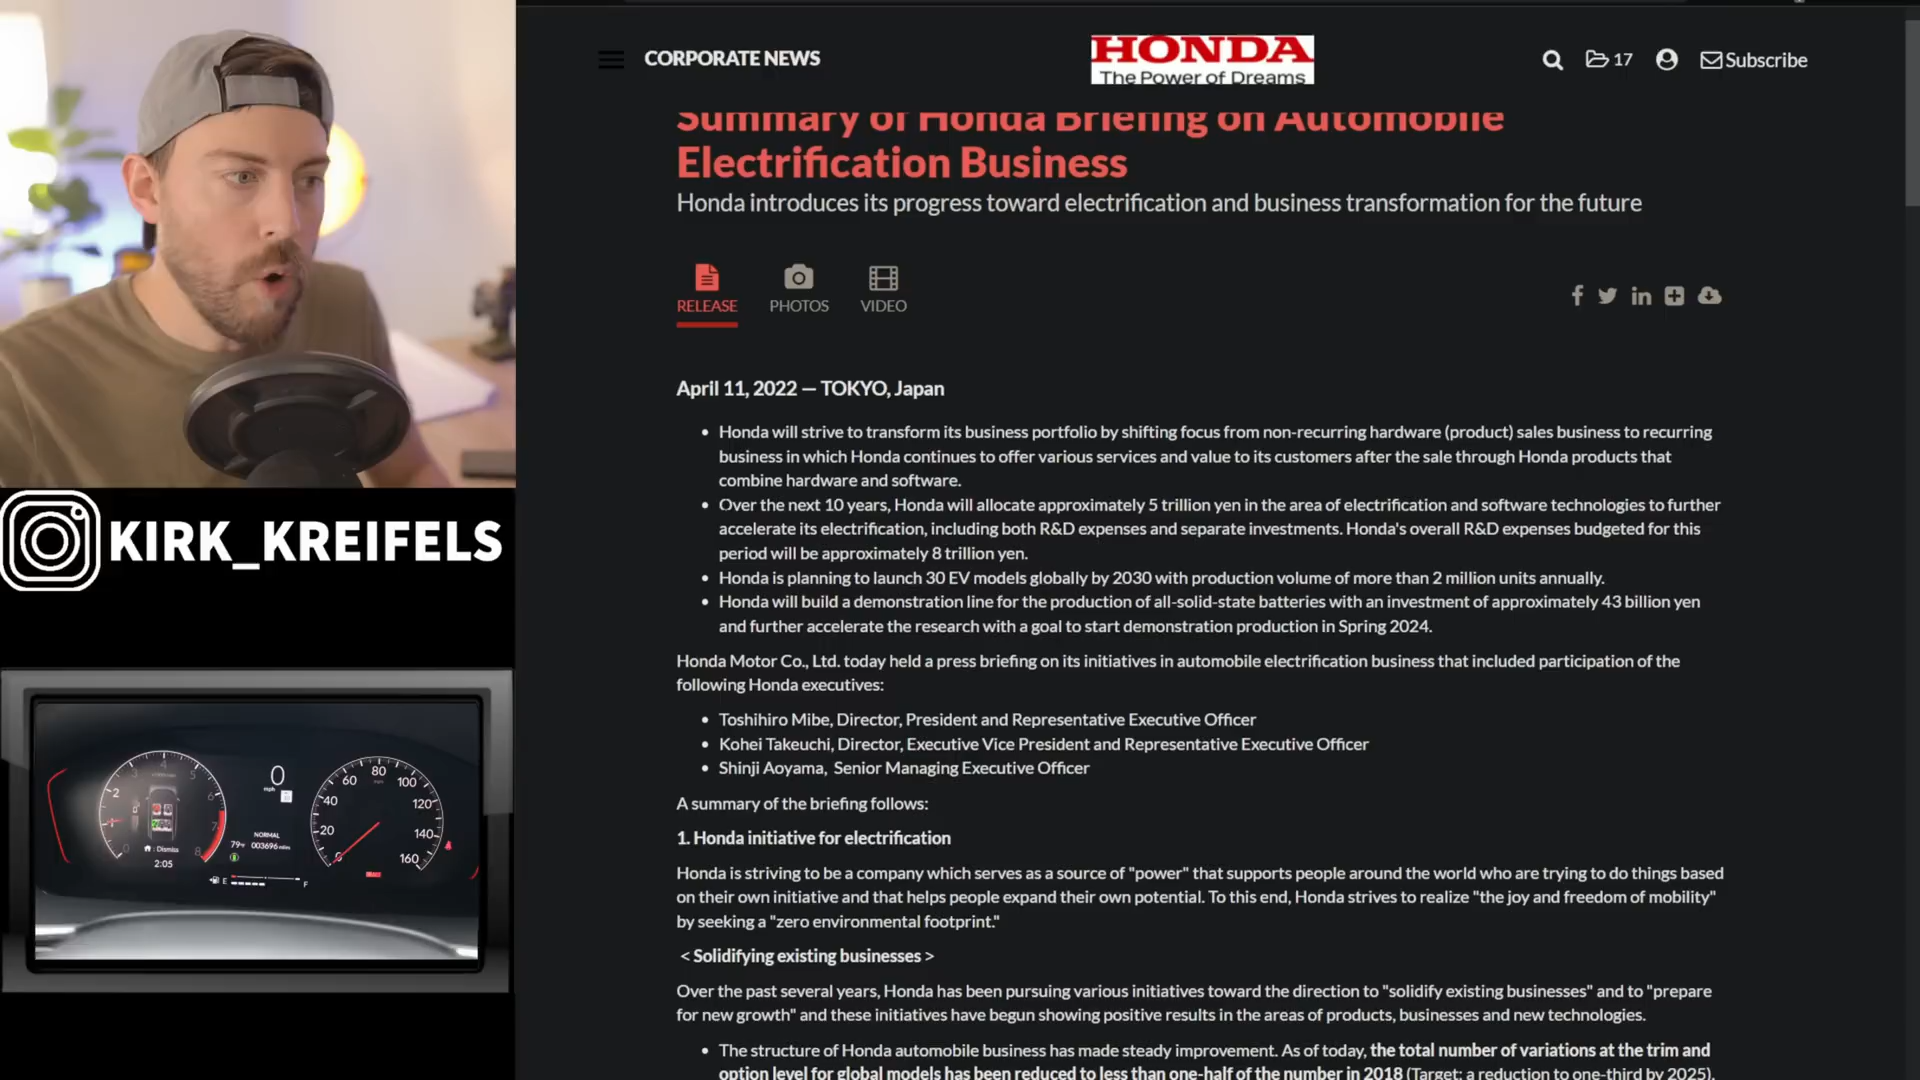 CORPORATE NEWS
HONDA
The Power of Dreams
17
Subscribe
Summary of Honda Briefing on Automobile
Electrification Business
Honda introduces its progress toward electrification and business transformation for the future
RELEASE
PHOTOS
VIDEO
April 11, 2022 — TOKYO, Japan
• Honda will strive to transform its business portfolio by shifting focus from non-recurring hardware (product) sales business to recurring
business in which Honda continues to offer various services and value to its customers after the sale through Honda products that
combine hardware and software.
• Over the next 10 years, Honda will allocate approximately 5 trillion yen in the area of electrification and software technologies to further
accelerate its electrification, including both R&D expenses and separate investments. Honda's overall R&D expenses budgeted for this
period will be approximately 8 trillion yen.
• Honda is planning to launch 30 EV models globally by 2030 with production volume of more than 2 million units annually.
• Honda will build a demonstration line for the production of all-solid-state batteries with an investment of approximately 43 billion yen
and further accelerate the research with a goal to start demonstration production in Spring 2024.
Honda Motor Co., Ltd. today held a press briefing on its initiatives in automobile electrification business that included participation of the
following Honda executives:
• Toshihiro Mibe, Director, President and Representative Executive Officer
• Kohei Takeuchi, Director, Executive Vice President and Representative Executive Officer
• Shinji Aoyama, Senior Managing Executive Officer
A summary of the briefing follows:
1. Honda initiative for electrification
Honda is striving to be a company which serves as a source of "power" that supports people around the world who are trying to do things based
on their own initiative and that helps people expand their own potential. To this end, Honda strives to realize "the joy and freedom of mobility"
by seeking a "zero environmental footprint."
< Solidifying existing businesses >
Over the past several years, Honda has been pursuing various initiatives toward the direction to "solidify existing businesses" and to "prepare
for new growth" and these initiatives have begun showing positive results in the areas of products, businesses and new technologies.
• The structure of Honda automobile business has made steady improvement. As of today, the total number of variations at the trim and
option level for global models has been reduced to less than one-half of the number in 2018 (Target: a reduction to one-third by 2025).
KIRK_KREIFELS
0 2 3 4 5 6 7 8
0
mph
NORMAL
79°F 003696 miles
: Dismiss
2:05
E F
0 20 40 60 80 100 120 140 160